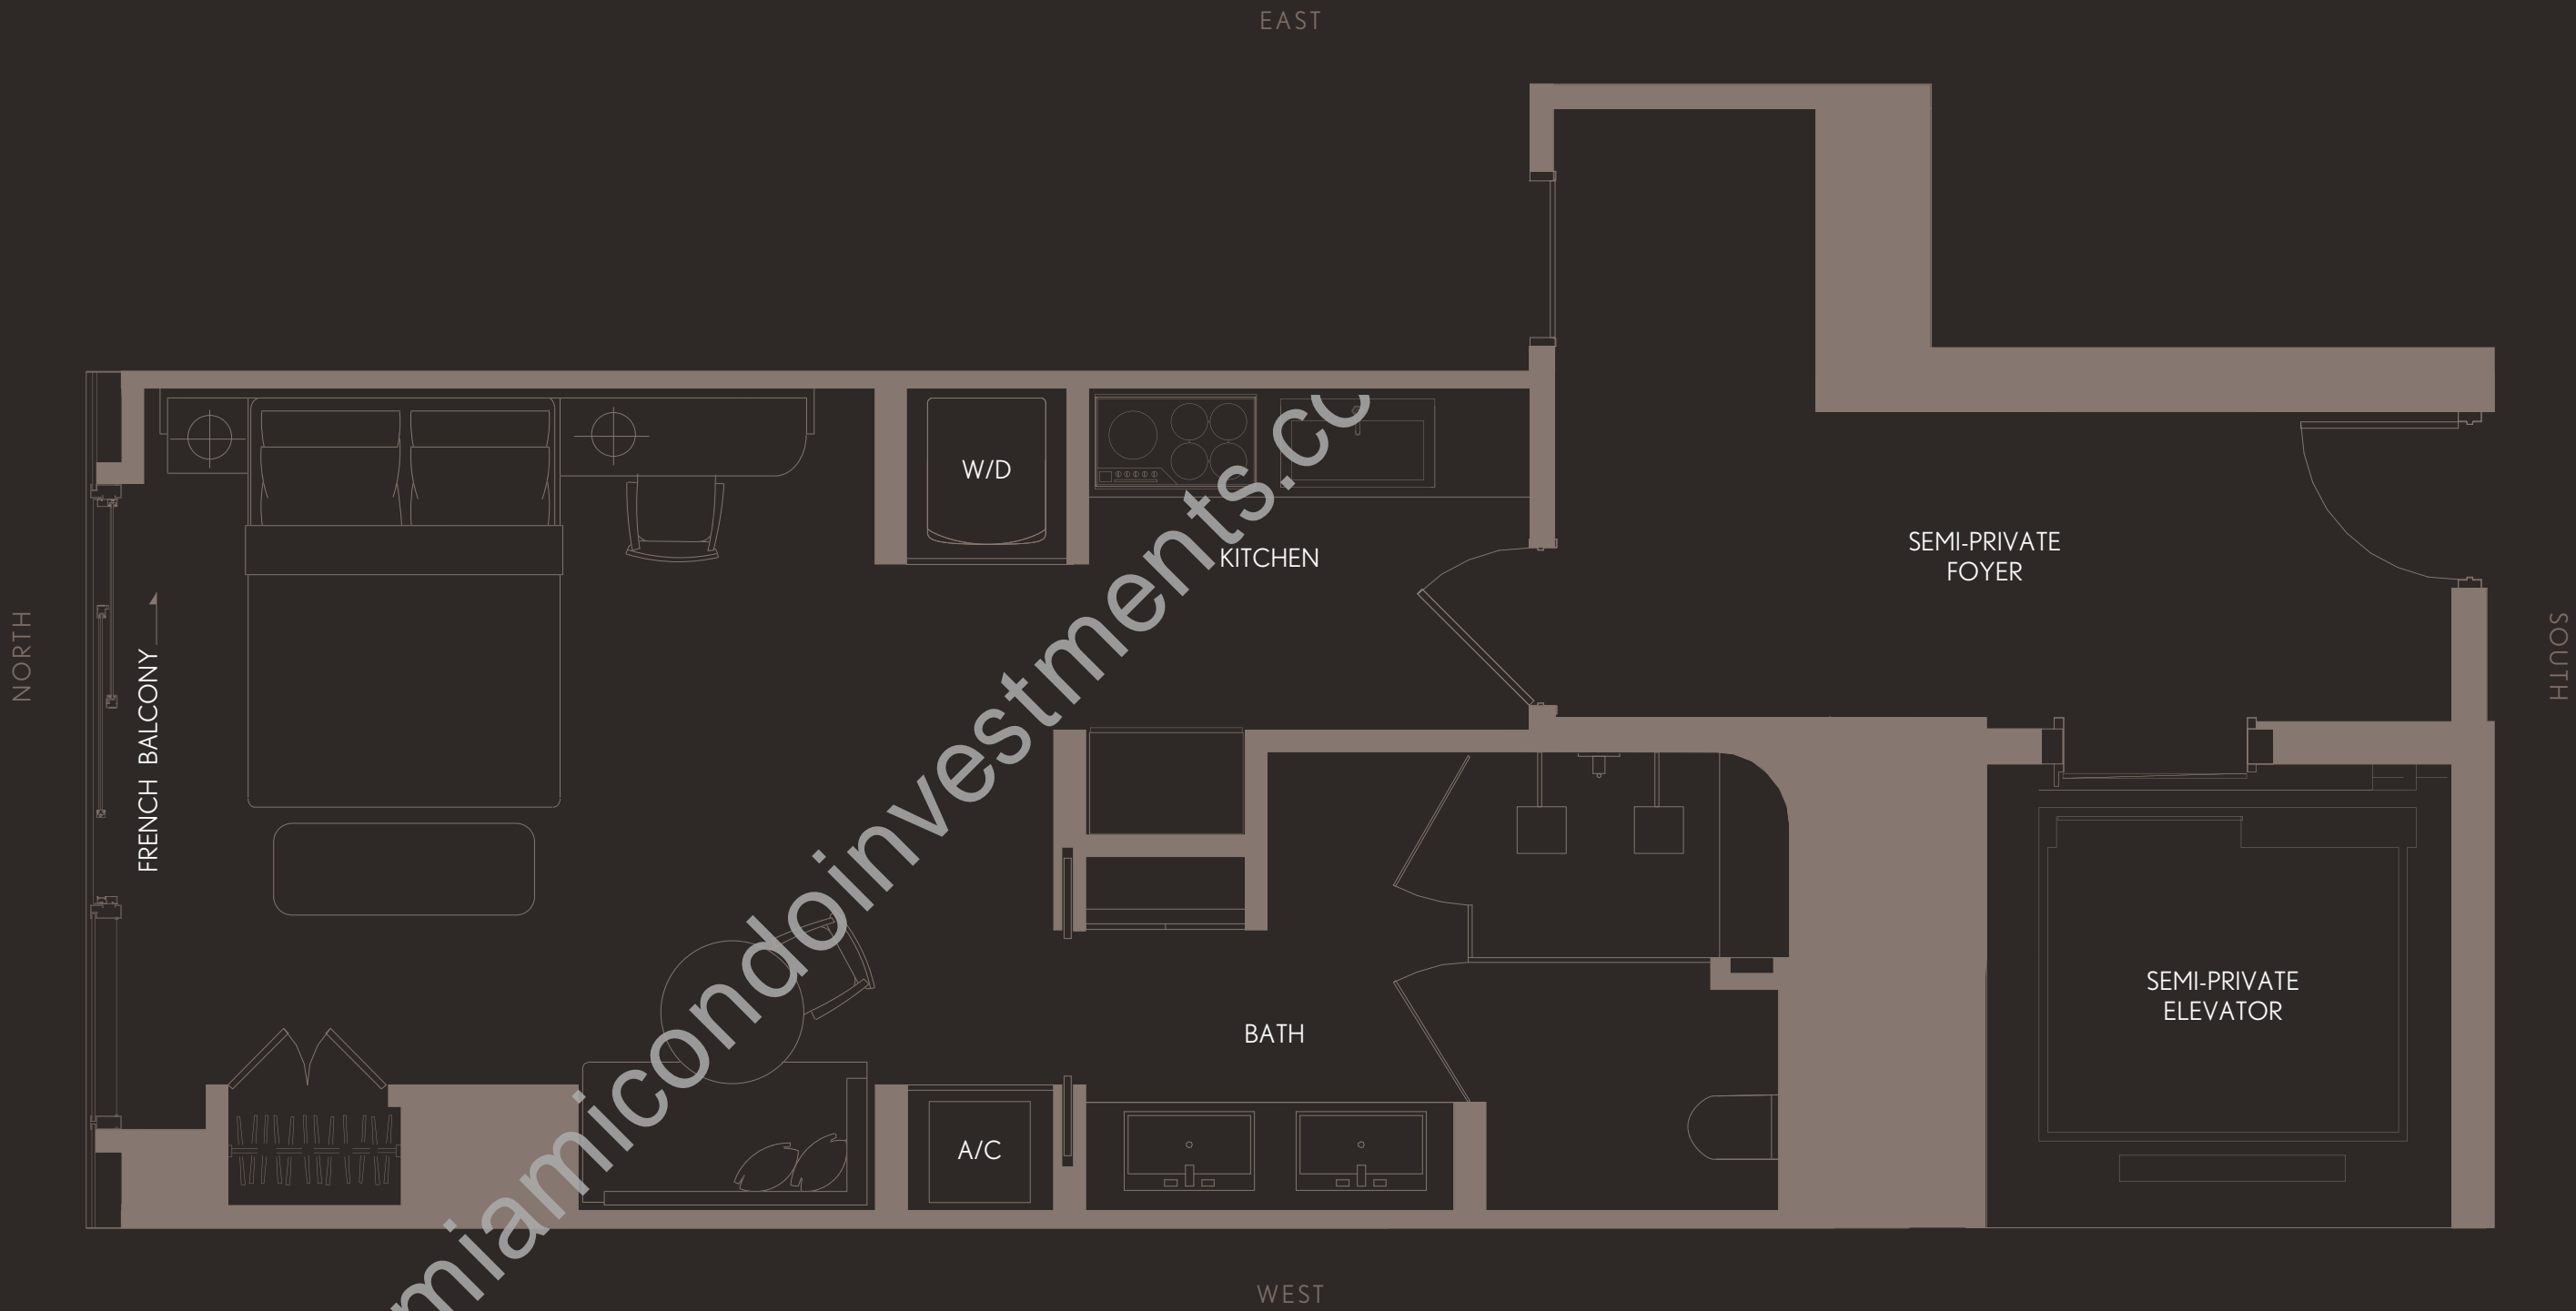 EAST
W/D
KITCHEN
SEMI-PRIVATE
FOYER
NORTH
FRENCH BALCONY
SOUTH
miamicondoinvestments.co
SEMI-PRIVATE
ELEVATOR
BATH
A/C
WEST